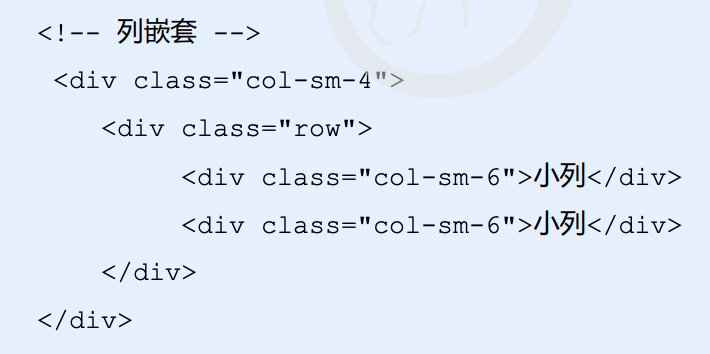 <!-- 列嵌套 -->
<div class="col-sm-4">
<div class="row">
<div class="col-sm-6">小列</div>
<div class="col-sm-6">小列</div>
</div>
</div>